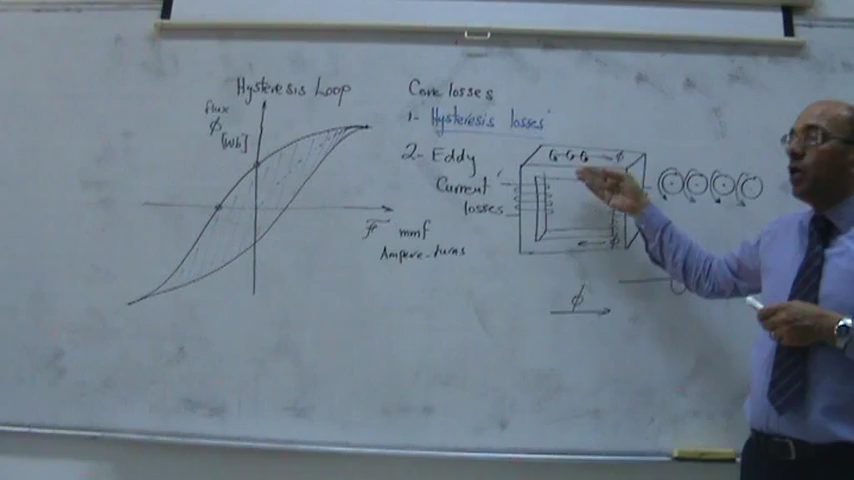 Hysteresis Loop
flux
ϕ
[Wb]
F mmf
Ampere-turns
Core losses
1- Hysteresis losses
2- Eddy
Current
losses
ϕ
ϕ
ϕ